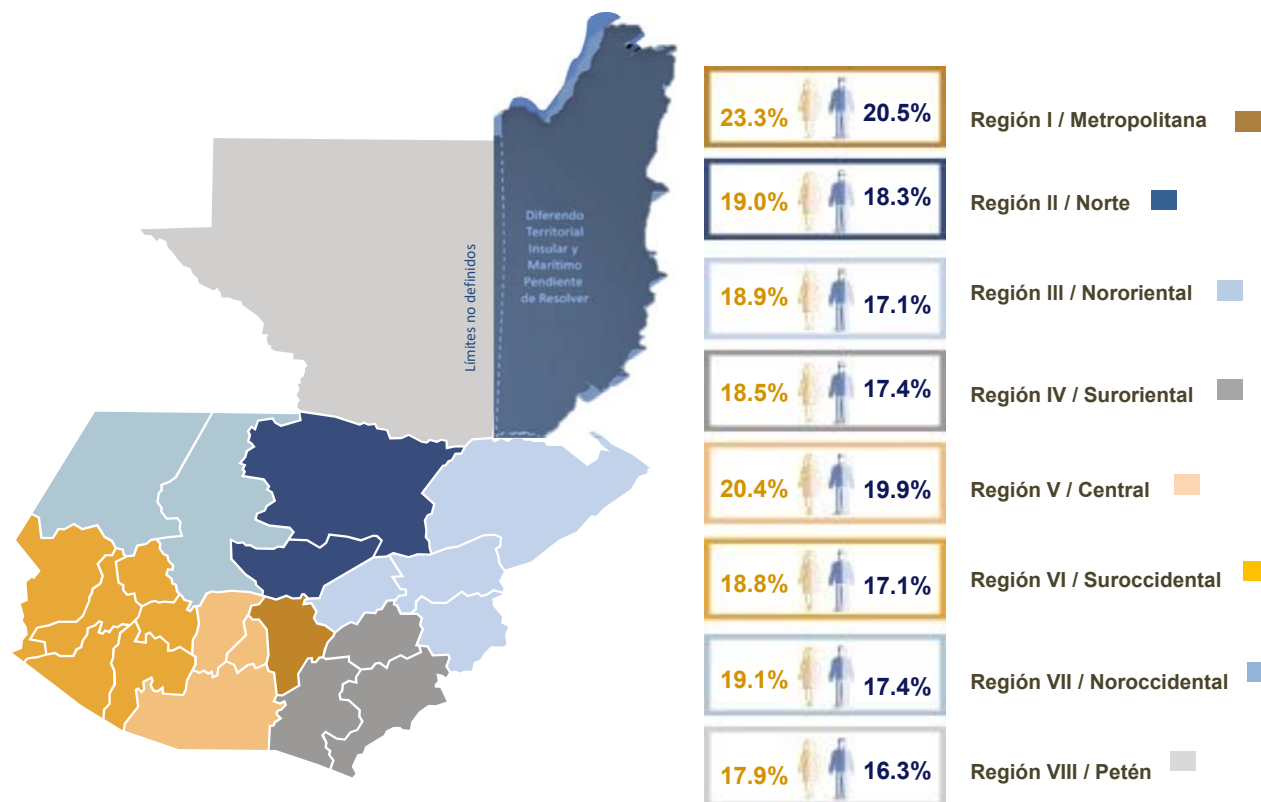 Límites no definidos
Diferendo
Territorial
Insular y
Marítimo
Pendiente
de Resolver
23.3% 20.5% Región I / Metropolitana
19.0% 18.3% Región II / Norte
18.9% 17.1% Región III / Nororiental
18.5% 17.4% Región IV / Suroriental
20.4% 19.9% Región V / Central
18.8% 17.1% Región VI / Suroccidental
19.1% 17.4% Región VII / Noroccidental
17.9% 16.3% Región VIII / Petén